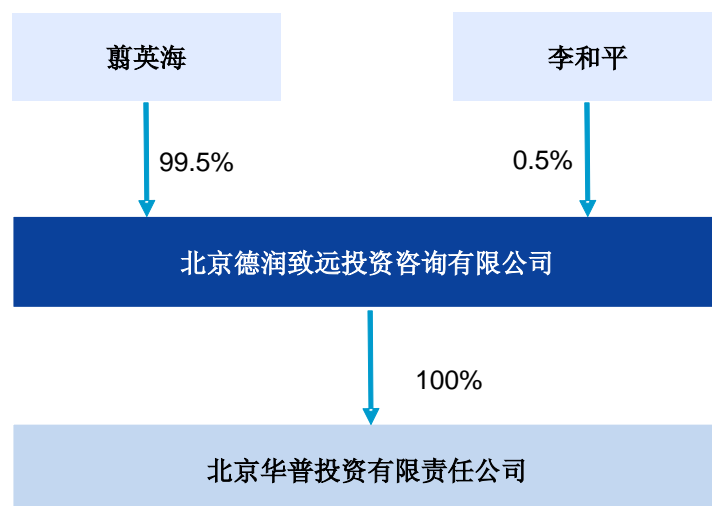 翦英海
李和平
99.5%
0.5%
北京德润致远投资咨询有限公司
100%
北京华普投资有限责任公司